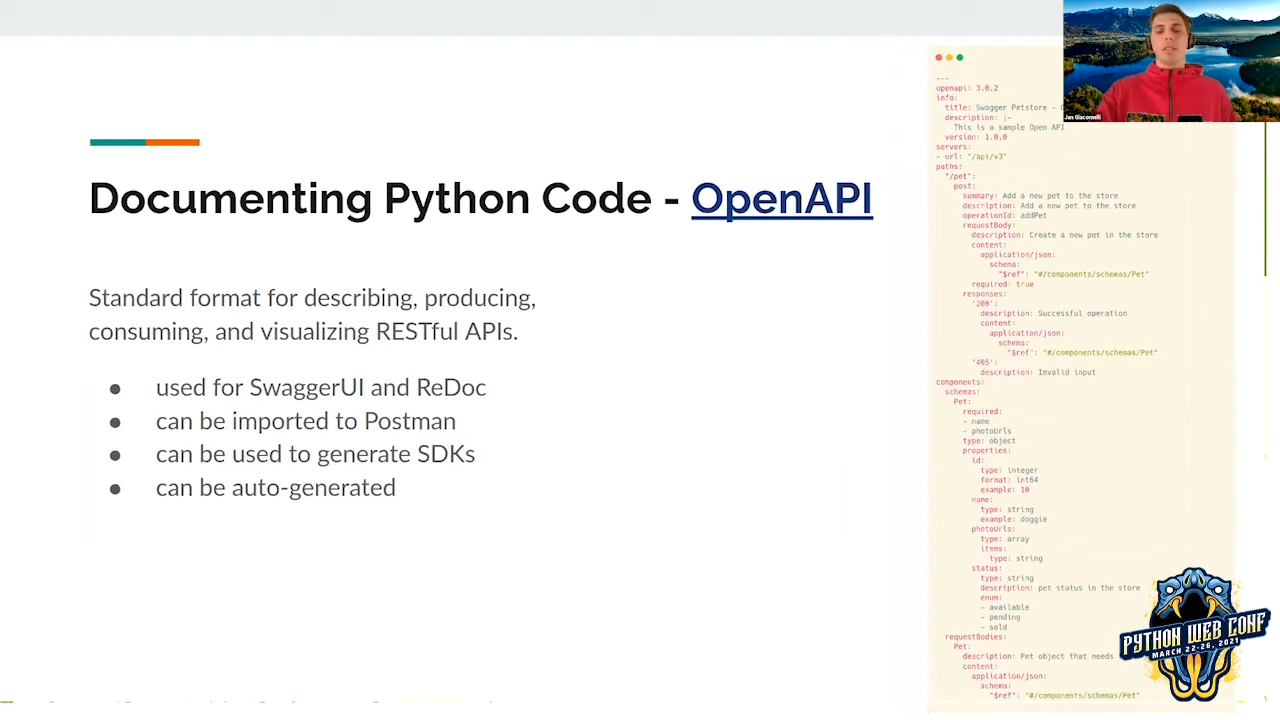 Documenting Python Code - OpenAPI
Standard format for describing, producing,
consuming, and visualizing RESTful APIs.
● used for SwaggerUI and ReDoc
● can be imported to Postman
● can be used to generate SDKs
● can be auto-generated
---
openapi: 3.0.2
info:
title: Swagger Petstore -
description: |-
This is a sample Open API
version: 1.0.0
servers:
- url: "/api/v3"
paths:
"/pet":
post:
summary: Add a new pet to the store
description: Add a new pet to the store
operationId: addPet
requestBody:
description: Create a new pet in the store
content:
application/json:
schema:
"$ref": "#/components/schemas/Pet"
required: true
responses:
'200':
description: Successful operation
content:
application/json:
schema:
"$ref": "#/components/schemas/Pet"
'405':
description: Invalid input
components:
schemas:
Pet:
required:
- name
- photoUrls
type: object
properties:
id:
type: integer
format: int64
example: 10
name:
type: string
example: doggie
photoUrls:
type: array
items:
type: string
status:
type: string
description: pet status in the store
enum:
- available
- pending
- sold
requestBodies:
Pet:
description: Pet object that needs
content:
application/json:
schema:
"$ref": "#/components/schemas/Pet"
Jan Giacomelli
PYTHON WEB CONF
MARCH 22-26, 2021